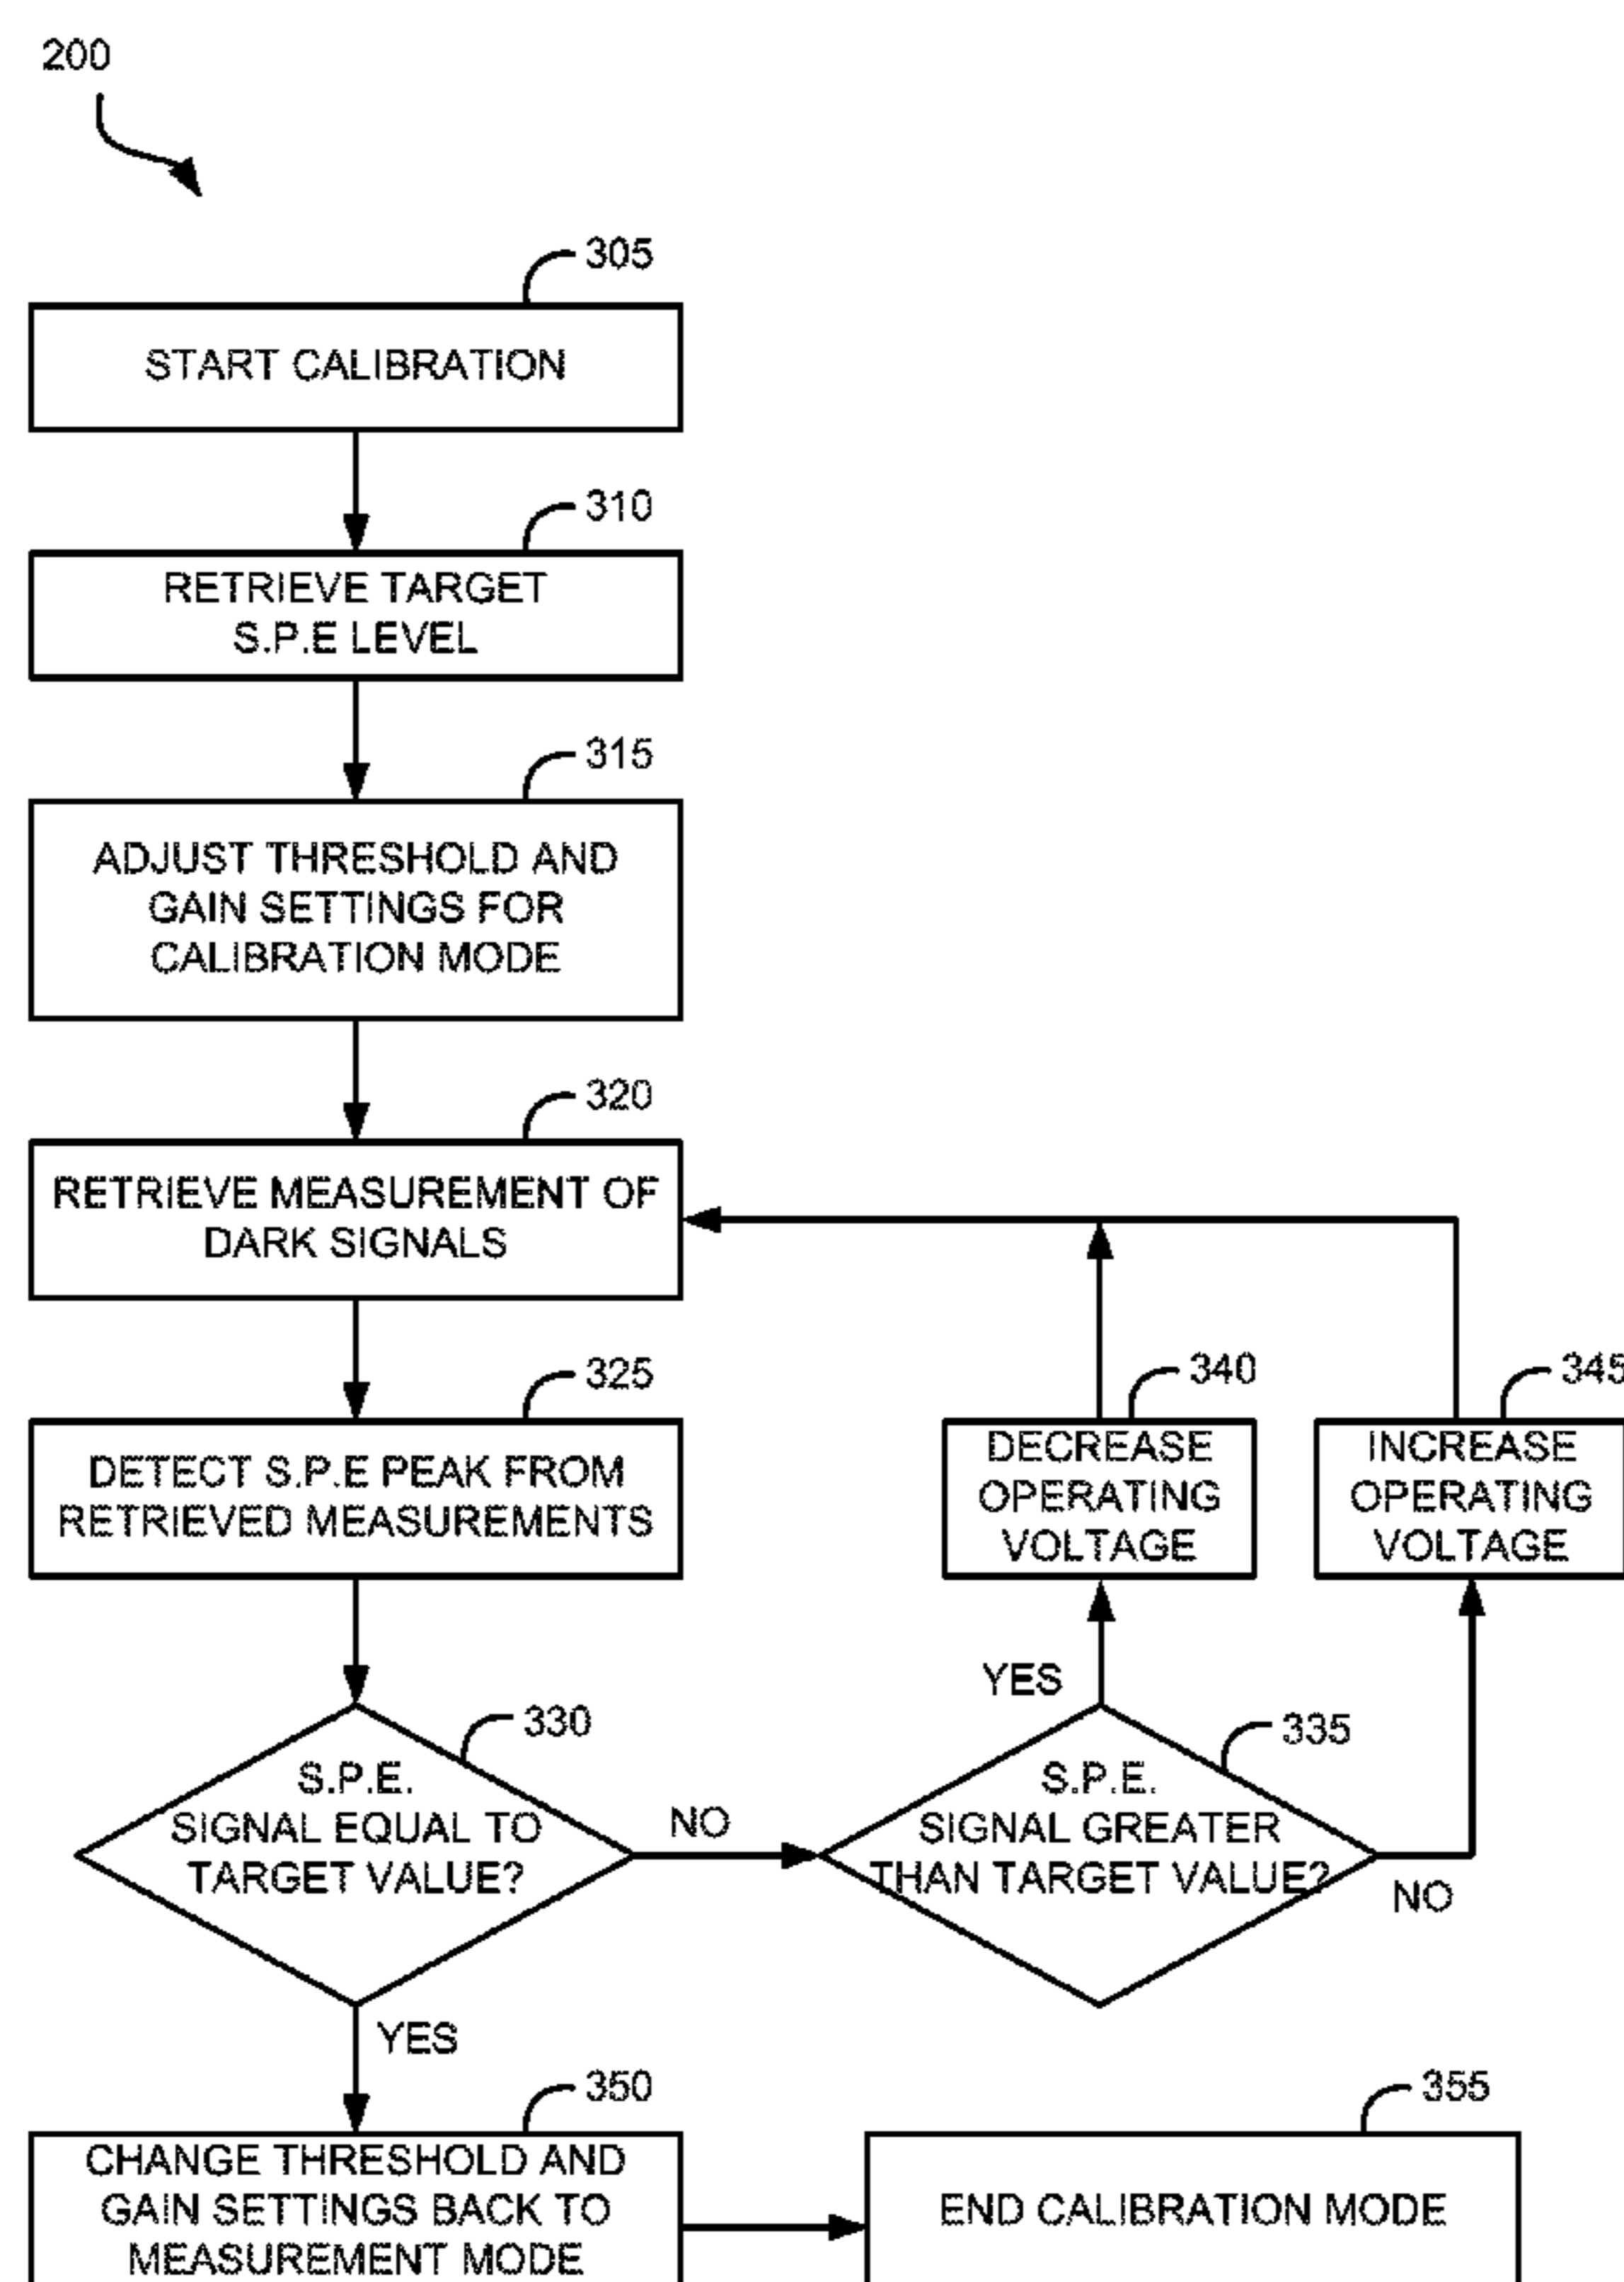 200
305
START CALIBRATION
310
RETRIEVE TARGET
S.P.E LEVEL
315
ADJUST THRESHOLD AND
GAIN SETTINGS FOR
CALIBRATION MODE
320
RETRIEVE MEASUREMENT OF
DARK SIGNALS
325
DETECT S.P.E PEAK FROM
RETRIEVED MEASUREMENTS
340
DECREASE
OPERATING
VOLTAGE
345
INCREASE
OPERATING
VOLTAGE
330
S.P.E.
SIGNAL EQUAL TO
TARGET VALUE?
NO
YES
335
S.P.E.
SIGNAL GREATER
THAN TARGET VALUE?
YES
NO
350
CHANGE THRESHOLD AND
GAIN SETTINGS BACK TO
MEASUREMENT MODE
355
END CALIBRATION MODE